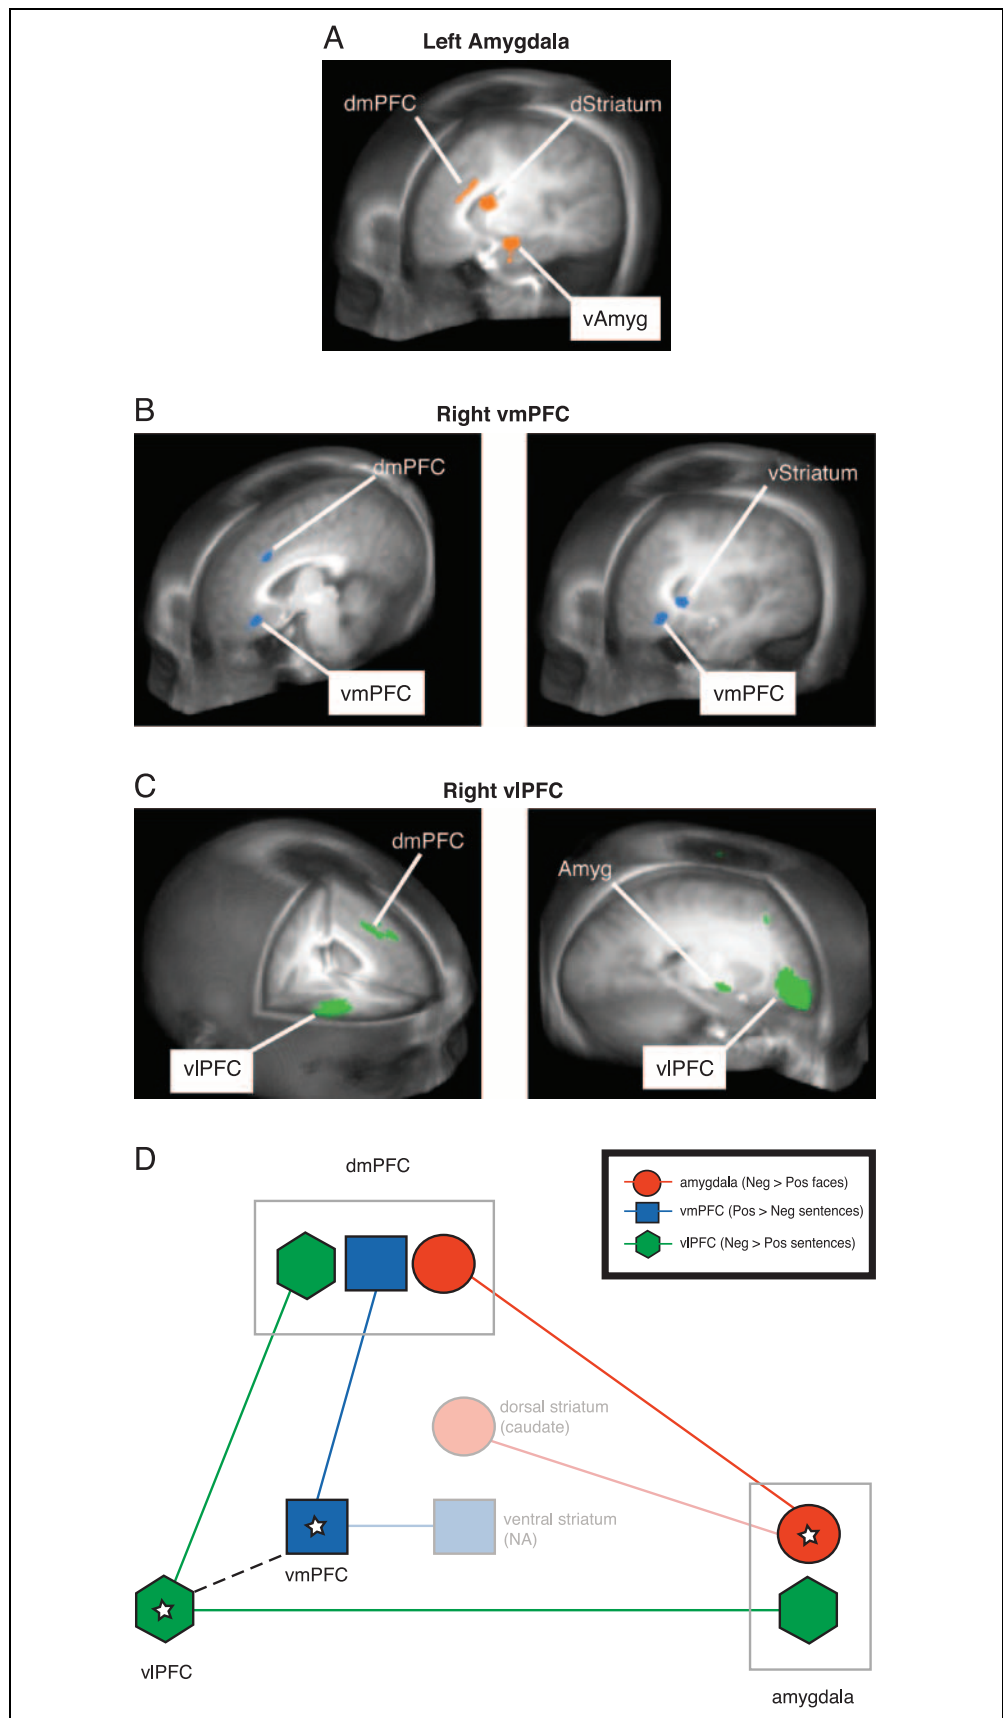 A
Left Amygdala
dmPFC
dStriatum
vAmyg
B
Right vmPFC
dmPFC
vmPFC
vStriatum
vmPFC
C
Right vlPFC
dmPFC
vlPFC
Amyg
vlPFC
D
dmPFC
amygdala (Neg > Pos faces)
vmPFC (Pos > Neg sentences)
vlPFC (Neg > Pos sentences)
dorsal striatum
(caudate)
ventral striatum
(NA)
vmPFC
vlPFC
amygdala